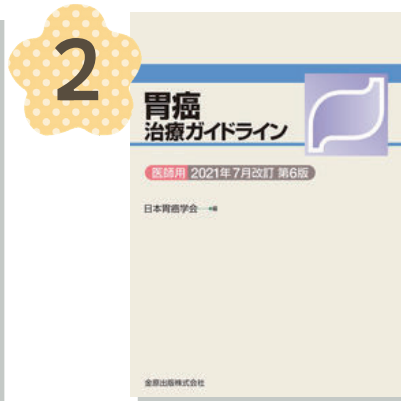 2
胃癌
治療ガイドライン
医師用 2021年7月改訂 第6版
日本胃癌学会 編
金原出版株式会社